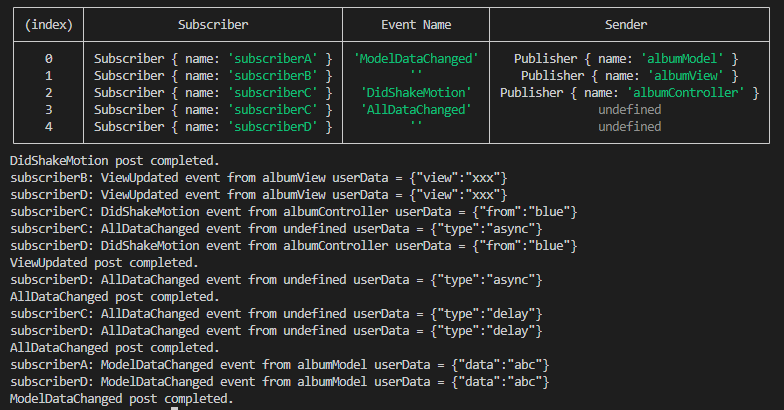 (index) Subscriber Event Name Sender
0 Subscriber { name: 'subscriberA' } 'ModelDataChanged' Publisher { name: 'albumModel' }
1 Subscriber { name: 'subscriberB' } '' Publisher { name: 'albumView' }
2 Subscriber { name: 'subscriberC' } 'DidShakeMotion' Publisher { name: 'albumController' }
3 Subscriber { name: 'subscriberC' } 'AllDataChanged' undefined
4 Subscriber { name: 'subscriberD' } '' undefined
DidShakeMotion post completed.
subscriberB: ViewUpdated event from albumView userData = {"view":"xxx"}
subscriberD: ViewUpdated event from albumView userData = {"view":"xxx"}
subscriberC: DidShakeMotion event from albumController userData = {"from":"blue"}
subscriberC: AllDataChanged event from undefined userData = {"type":"async"}
subscriberD: DidShakeMotion event from albumController userData = {"from":"blue"}
ViewUpdated post completed.
subscriberD: AllDataChanged event from undefined userData = {"type":"async"}
AllDataChanged post completed.
subscriberC: AllDataChanged event from undefined userData = {"type":"delay"}
subscriberD: AllDataChanged event from undefined userData = {"type":"delay"}
AllDataChanged post completed.
subscriberA: ModelDataChanged event from albumModel userData = {"data":"abc"}
subscriberD: ModelDataChanged event from albumModel userData = {"data":"abc"}
ModelDataChanged post completed.